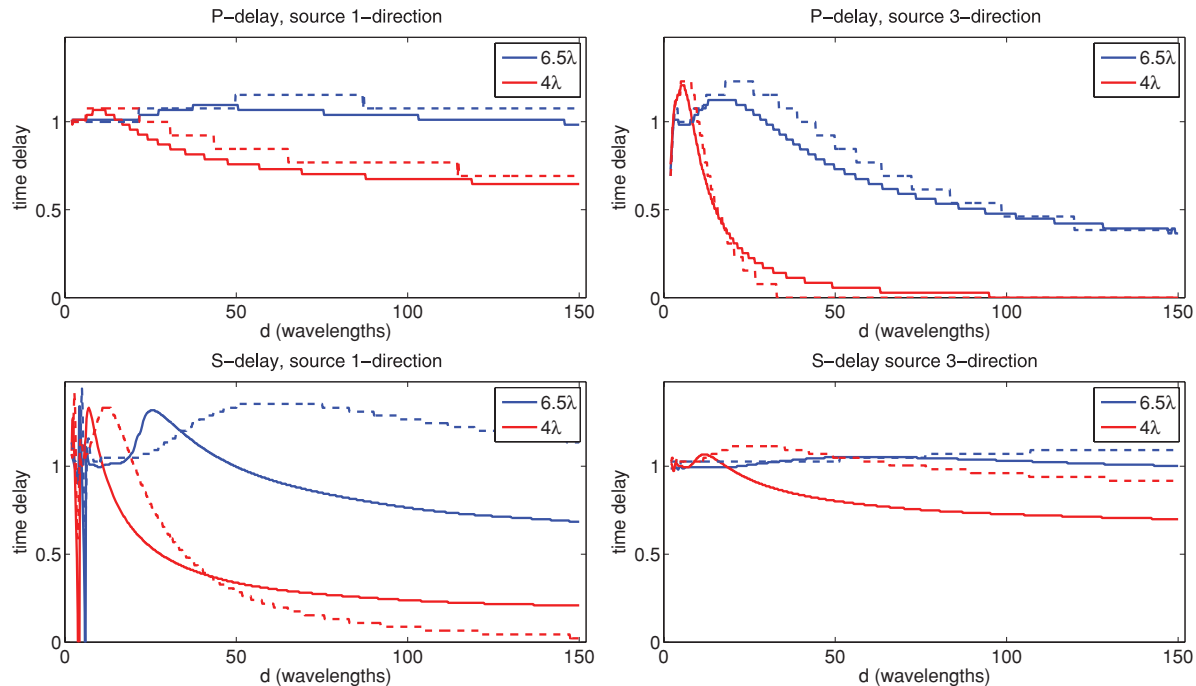 P−delay, source 1−direction
time delay
1
0.5
0
6.5λ
4λ
0
50
100
150
d (wavelengths)
P−delay, source 3−direction
time delay
1
0.5
0
6.5λ
4λ
0
50
100
150
d (wavelengths)
S−delay, source 1−direction
time delay
1
0.5
0
6.5λ
4λ
0
50
100
150
d (wavelengths)
S−delay source 3−direction
time delay
1
0.5
0
6.5λ
4λ
0
50
100
150
d (wavelengths)